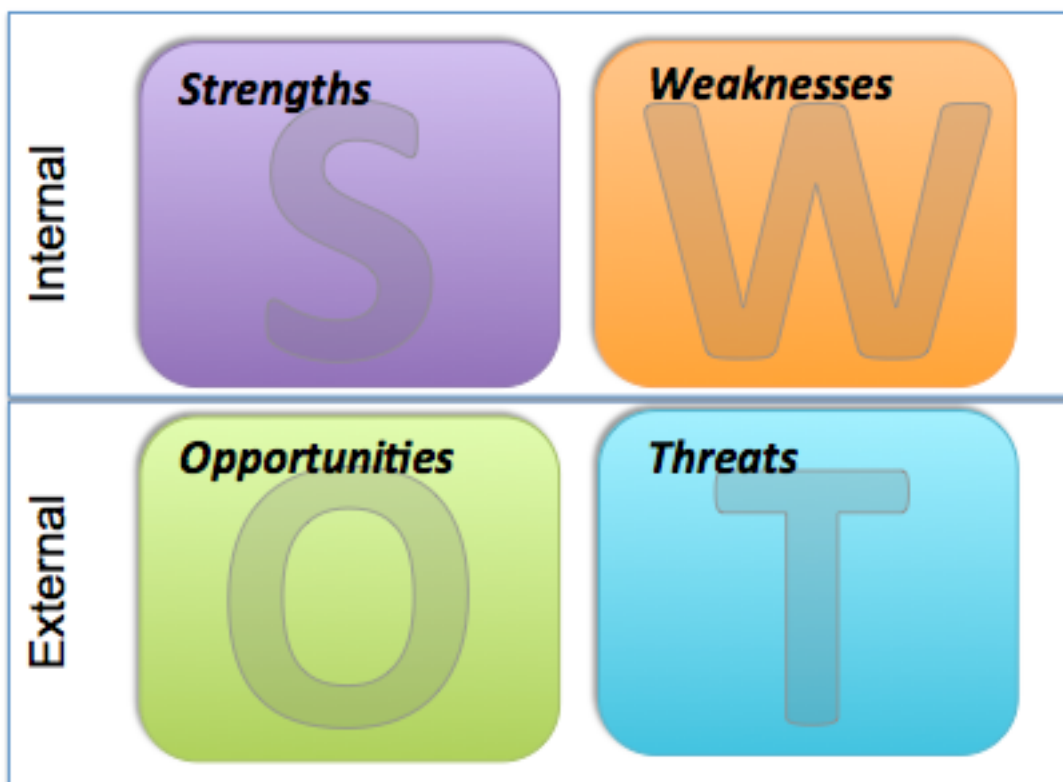 Internal
Strengths
S
Weaknesses
W
External
Opportunities
O
Threats
T